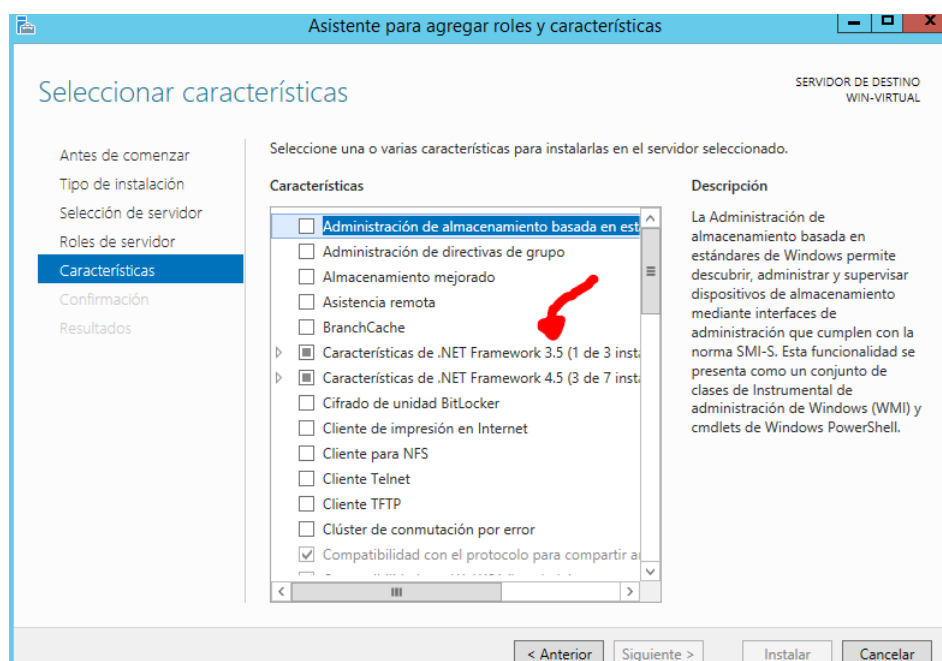 Asistente para agregar roles y características
Seleccionar características
SERVIDOR DE DESTINO
WIN-VIRTUAL
Antes de comenzar
Tipo de instalación
Selección de servidor
Roles de servidor
Características
Confirmación
Resultados
Seleccione una o varias características para instalarlas en el servidor seleccionado.
Características
Administración de almacenamiento basada en est
Administración de directivas de grupo
Almacenamiento mejorado
Asistencia remota
BranchCache
Características de .NET Framework 3.5 (1 de 3 inst
Características de .NET Framework 4.5 (3 de 7 inst
Cifrado de unidad BitLocker
Cliente de impresión en Internet
Cliente para NFS
Cliente Telnet
Cliente TFTP
Clúster de conmutación por error
Compatibilidad con el protocolo para compartir a
Descripción
La Administración de
almacenamiento basada en
estándares de Windows permite
descubrir, administrar y supervisar
dispositivos de almacenamiento
mediante interfaces de
administración que cumplen con la
norma SMI-S. Esta funcionalidad se
presenta como un conjunto de
clases de Instrumental de
administración de Windows (WMI) y
cmdlets de Windows PowerShell.
< Anterior
Siguiente >
Instalar
Cancelar